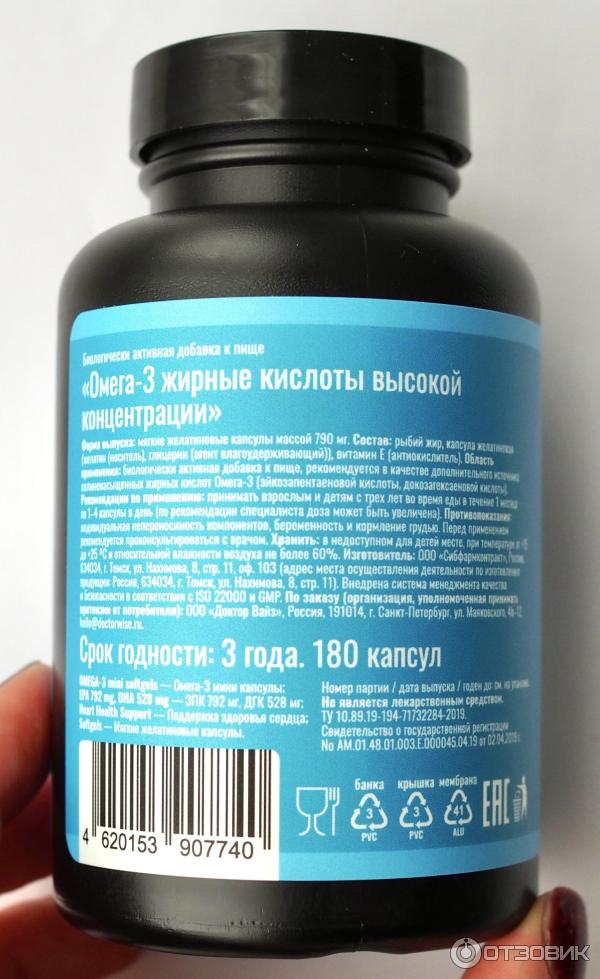 Биологически активная добавка к пище
«Омега-3 жирные кислоты высокой
концентрации»
Форма выпуска: мягкие желатиновые капсулы массой 790 мг. Состав: рыбий жир, капсула желатиновая
(желатин (носитель), глицерин (агент влагоудерживающий)), витамин Е (антиокислитель). Область
применения: биологически активная добавка к пище, рекомендуется в качестве дополнительного источника
полиненасыщенных жирных кислот Омега-3 (эйкозапентаеновой кислоты, докозагексаеновой кислоты).
Рекомендации по применению: принимать взрослым и детям с трех лет во время еды в течение 1 месяца
по 1-4 капсулы в день (по рекомендации специалиста доза может быть увеличена). Противопоказания:
индивидуальная непереносимость компонентов, беременность и кормление грудью. Перед применением
рекомендуется проконсультироваться с врачом. Хранить: в недоступном для детей месте, при температуре от +15
до +25 °С и относительной влажности воздуха не более 60%. Изготовитель: ООО «Сибфармконтракт», Россия,
634034, г. Томск, ул. Нахимова, 8, стр. 11, оф. 103 (адрес места осуществления деятельности по изготовлению
продукции: Россия, 634034, г. Томск, ул. Нахимова, 8, стр. 11). Внедрена система менеджмента качества
и безопасности в соответствии с ISO 22000 и GMP. По заказу (организация, уполномоченная принимать
претензии от потребителя): ООО «Доктор Вайз», Россия, 191014, г. Санкт-Петербург, ул. Маяковского, 46-12,
hello@doctorwise.ru.
Срок годности: 3 года. 180 капсул
OMEGA-3 mini softgels — Омега-3 мини капсулы;
EPA 792 mg, DHA 528 mg — ЭПК 792 мг, ДГК 528 мг;
Heart Health Support — Поддержка здоровья сердца;
Softgels — Мягкие желатиновые капсулы.
Номер партии / дата выпуска / годен до: см. на упаковке.
Не является лекарственным средством.
ТУ 10.89.19-194-71732284-2019.
Свидетельство о государственной регистрации
No AM.01.48.01.003.E.000045.04.19 от 02.04.2019 г.
банка крышка мембрана
3 3 41
PVC PVC ALU
EAC
4 620153 907740
ОТЗОВИК